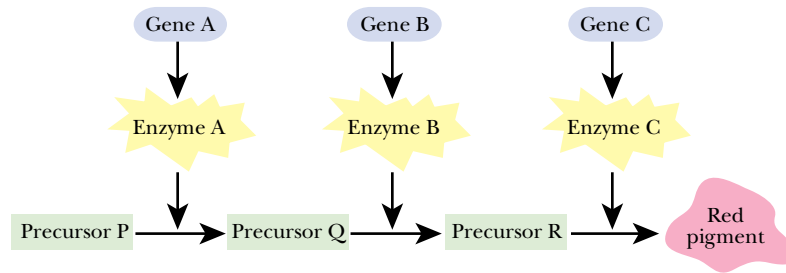 Gene A
Gene B
Gene C
Enzyme A
Enzyme B
Enzyme C
Precursor P
Precursor Q
Precursor R
Red
pigment